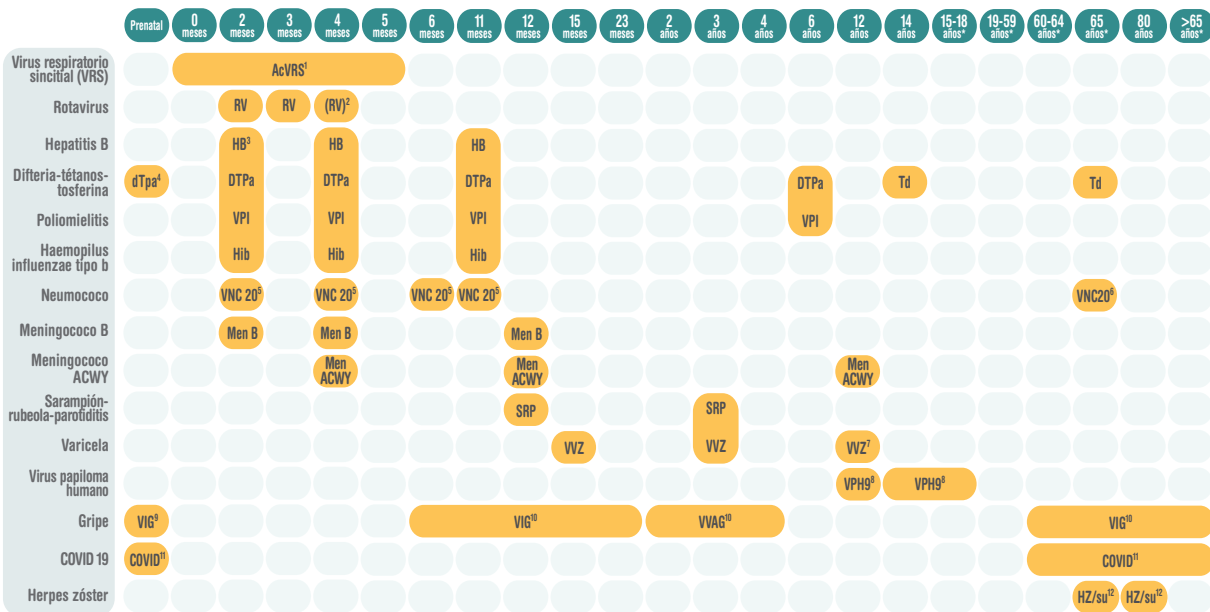 Prenatal
0
meses
2
meses
3
meses
4
meses
5
meses
6
meses
11
meses
12
meses
15
meses
23
meses
2
años
3
años
4
años
6
años
12
años
14
años
15-18
años*
19-59
años*
60-64
años*
65
años*
80
años
>65
años*
Virus respiratorio
sincitial (VRS)
AcVRS¹
Rotavirus
RV
RV
(RV)²
Hepatitis B
HB³
HB
HB
Difteria-tétanos-
tosferina
dTpa⁴
DTPa
DTPa
DTPa
DTPa
Td
Td
Poliomielitis
VPI
VPI
VPI
VPI
Haemopilus
influenzae tipo b
Hib
Hib
Hib
Neumococo
VNC 20⁵
VNC 20⁵
VNC 20⁵
VNC 20⁵
VNC20⁶
Meningococo B
Men B
Men B
Men B
Meningococo
ACWY
Men
ACWY
Men
ACWY
Men
ACWY
Sarampión-
rubeola-parotiditis
SRP
SRP
Varicela
VVZ
VVZ
VVZ⁷
Virus papiloma
humano
VPH9⁸
VPH9⁸
Gripe
VIG⁹
VIG¹⁰
VVAG¹⁰
VIG¹⁰
COVID 19
COVID¹¹
COVID¹¹
Herpes zóster
HZ/su¹²
HZ/su¹²